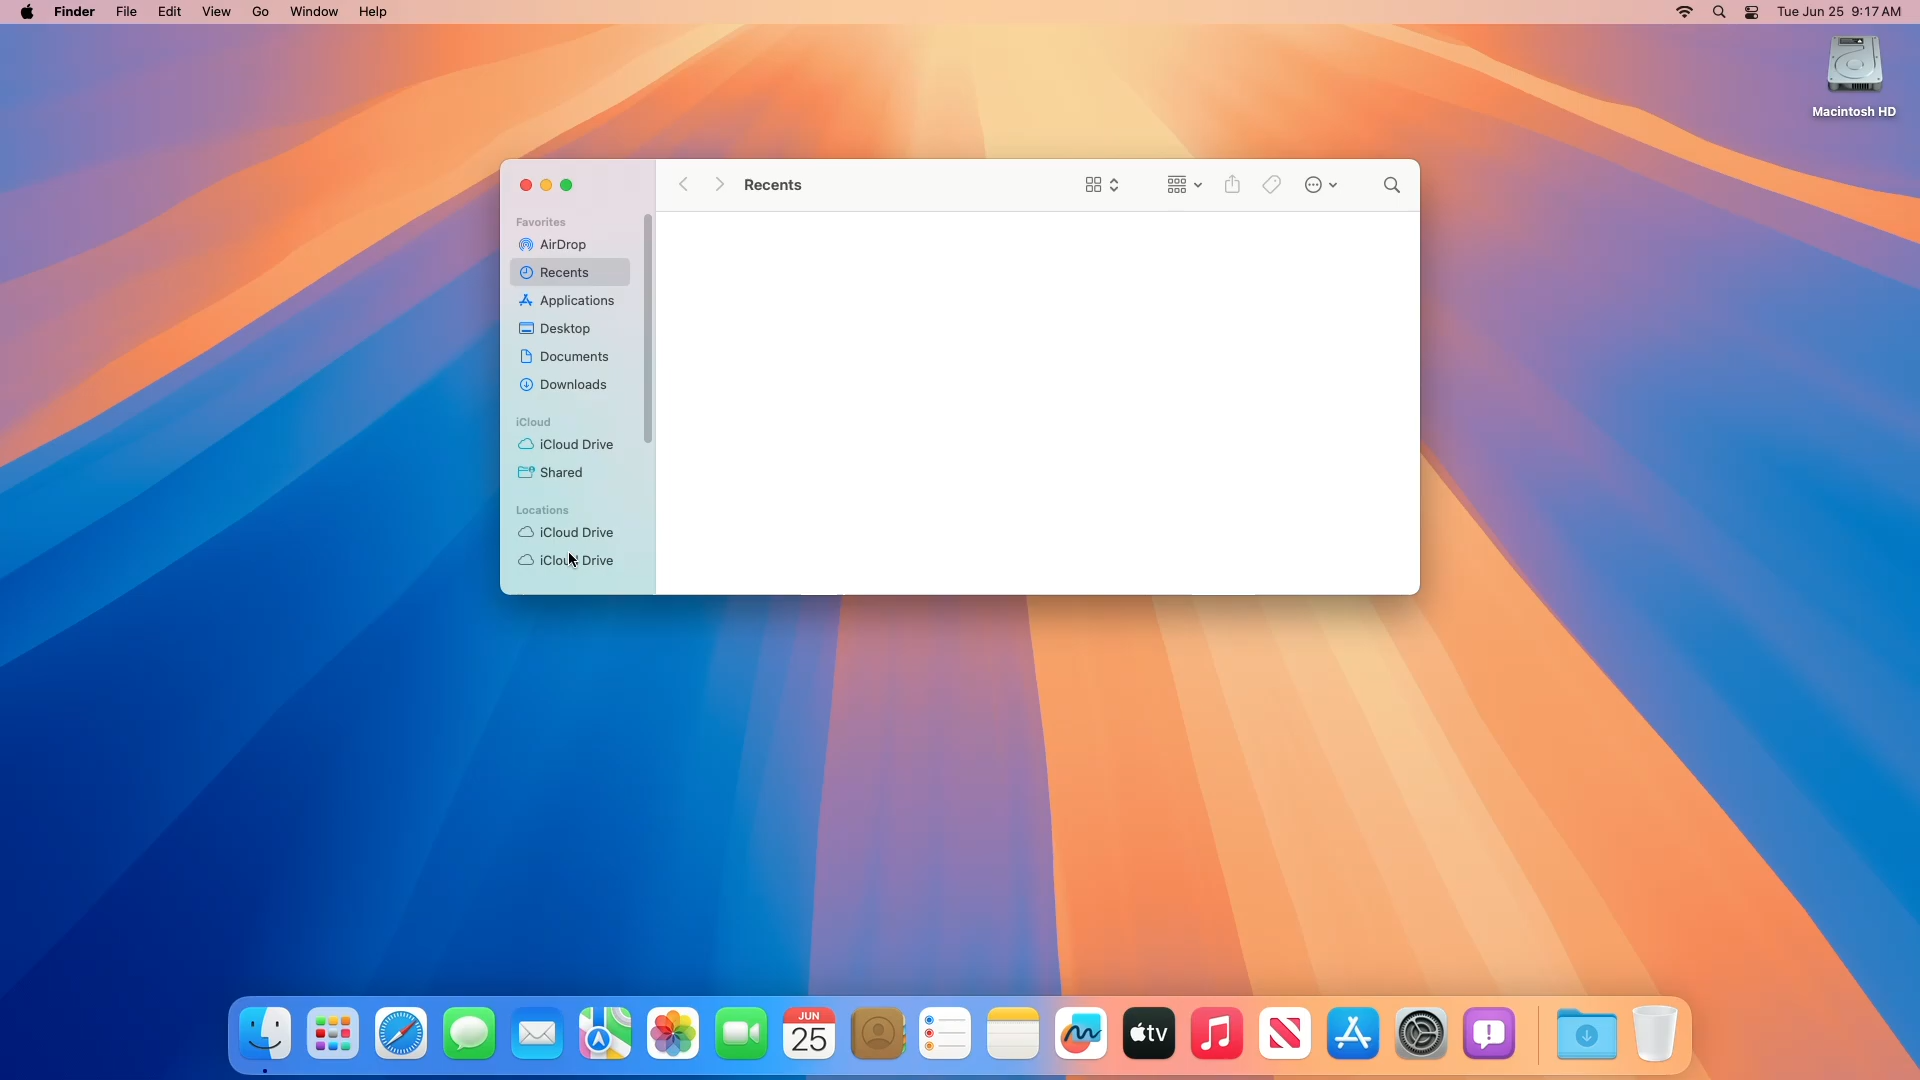 Finder File Edit View Go Window Help Tue Jun 25 9:17 AM
Macintosh HD
Recents
Favorites
AirDrop
Recents
Applications
Desktop
Documents
Downloads
iCloud
iCloud Drive
Shared
Locations
iCloud Drive
iCloud Drive
JUN
25
tv